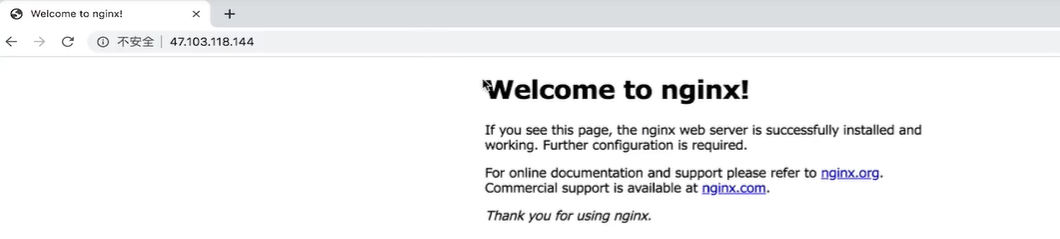 Welcome to nginx!
不安全 47.103.118.144
Welcome to nginx!
If you see this page, the nginx web server is successfully installed and
working. Further configuration is required.
For online documentation and support please refer to nginx.org.
Commercial support is available at nginx.com.
Thank you for using nginx.